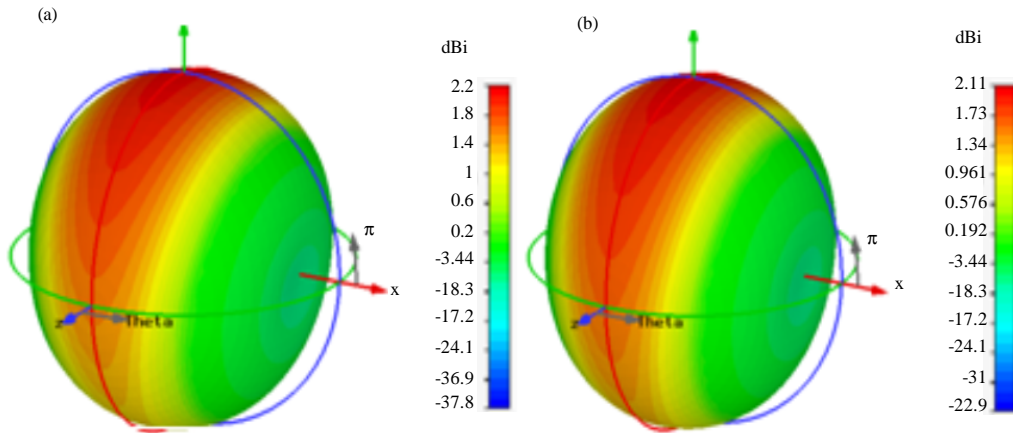 (a)
dBi
2.2
1.8
1.4
1
0.6
0.2
-3.44
-18.3
-17.2
-24.1
-36.9
-37.8
π
x
z
Theta
(b)
dBi
2.11
1.73
1.34
0.961
0.576
0.192
-3.44
-18.3
-17.2
-24.1
-31
-22.9
π
x
z
Theta